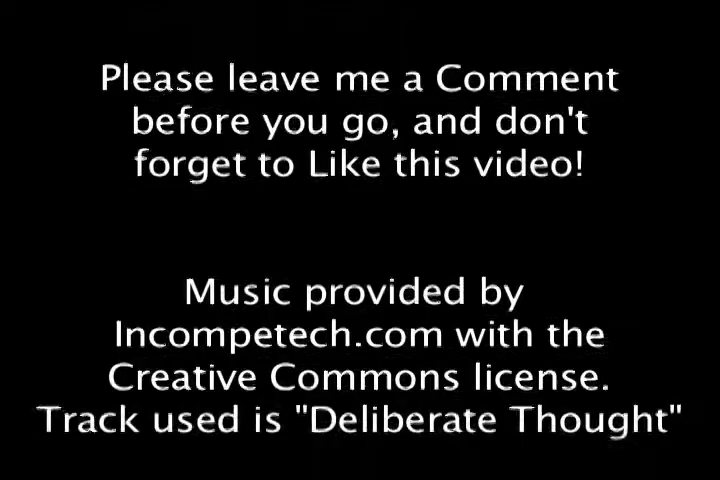 Please leave me a Comment
before you go, and don't
forget to Like this video!
Music provided by
Incompetech.com with the
Creative Commons license.
Track used is "Deliberate Thought"